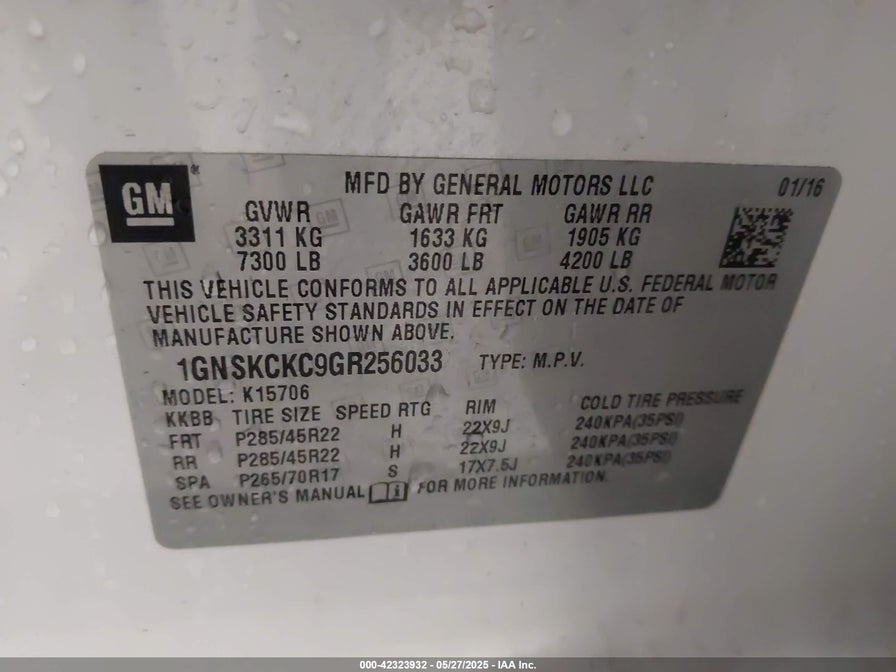 GM
MFD BY GENERAL MOTORS LLC 01/16
GVWR GAWR FRT GAWR RR
3311 KG 1633 KG 1905 KG
7300 LB 3600 LB 4200 LB
THIS VEHICLE CONFORMS TO ALL APPLICABLE U.S. FEDERAL MOTOR
VEHICLE SAFETY STANDARDS IN EFFECT ON THE DATE OF
MANUFACTURE SHOWN ABOVE.
1GNSKCKC9GR256033 TYPE: M.P.V.
MODEL: K15706
KKBB TIRE SIZE SPEED RTG RIM COLD TIRE PRESSURE
FRT P285/45R22 H 22X9J 240KPA(35PSI)
RR P285/45R22 H 22X9J 240KPA(35PSI)
SPA P265/70R17 S 17X7.5J 240KPA(35PSI)
SEE OWNER'S MANUAL FOR MORE INFORMATION.
000-42323932 — 05/27/2025 — IAA Inc.